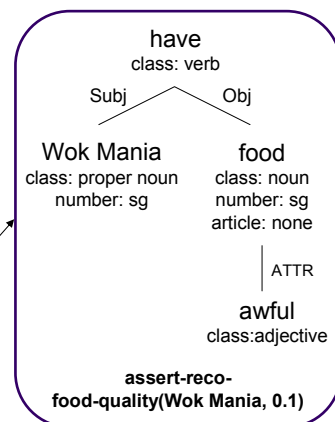 have
class: verb
Subj Obj
Wok Mania food
class: proper noun class: noun
number: sg number: sg
article: none
ATTR
awful
class:adjective
assert-reco-
food-quality(Wok Mania, 0.1)